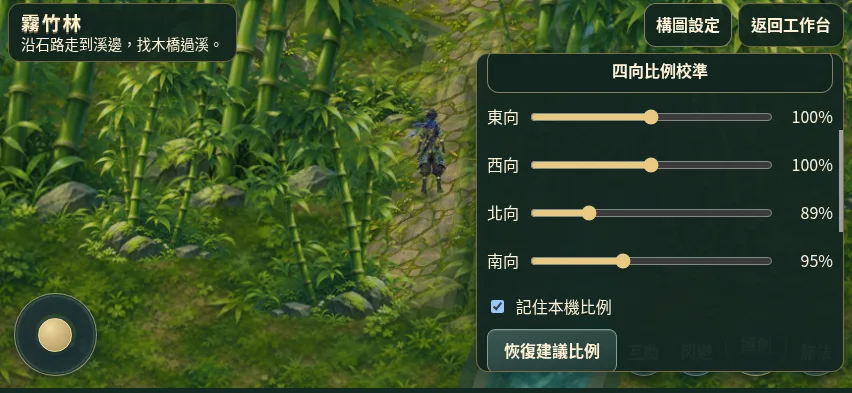 霧竹林
沿石路走到溪邊，找木橋過溪。
構圖設定
返回工作台
四向比例校準
東向 100%
西向 100%
北向 89%
南向 95%
記住本機比例
恢復建議比例